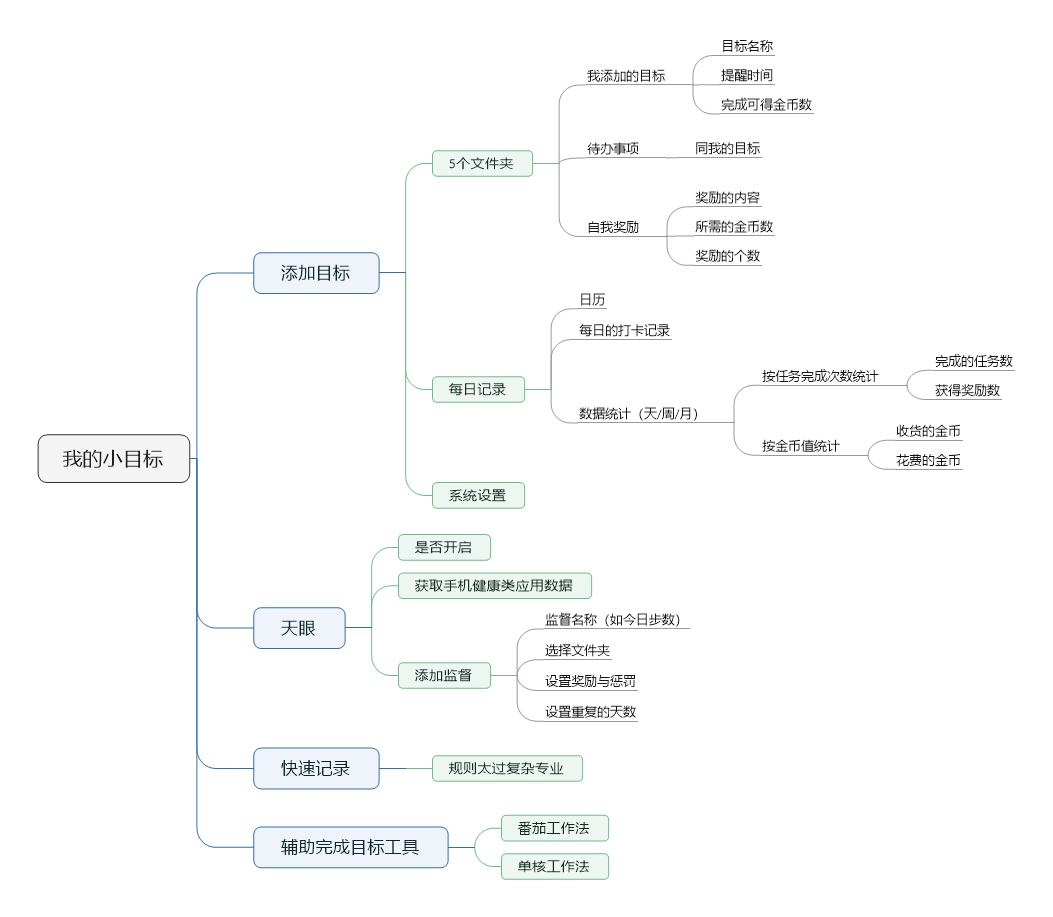 我的小目标
添加目标
5个文件夹
我添加的目标
目标名称
提醒时间
完成可得金币数
待办事项
同我的目标
自我奖励
奖励的内容
所需的金币数
奖励的个数
每日记录
日历
每日的打卡记录
数据统计（天/周/月）
按任务完成次数统计
完成的任务数
获得奖励数
按金币值统计
收货的金币
花费的金币
系统设置
天眼
是否开启
获取手机健康类应用数据
添加监督
监督名称（如今日步数）
选择文件夹
设置奖励与惩罚
设置重复的天数
快速记录
规则太过复杂专业
辅助完成目标工具
番茄工作法
单核工作法